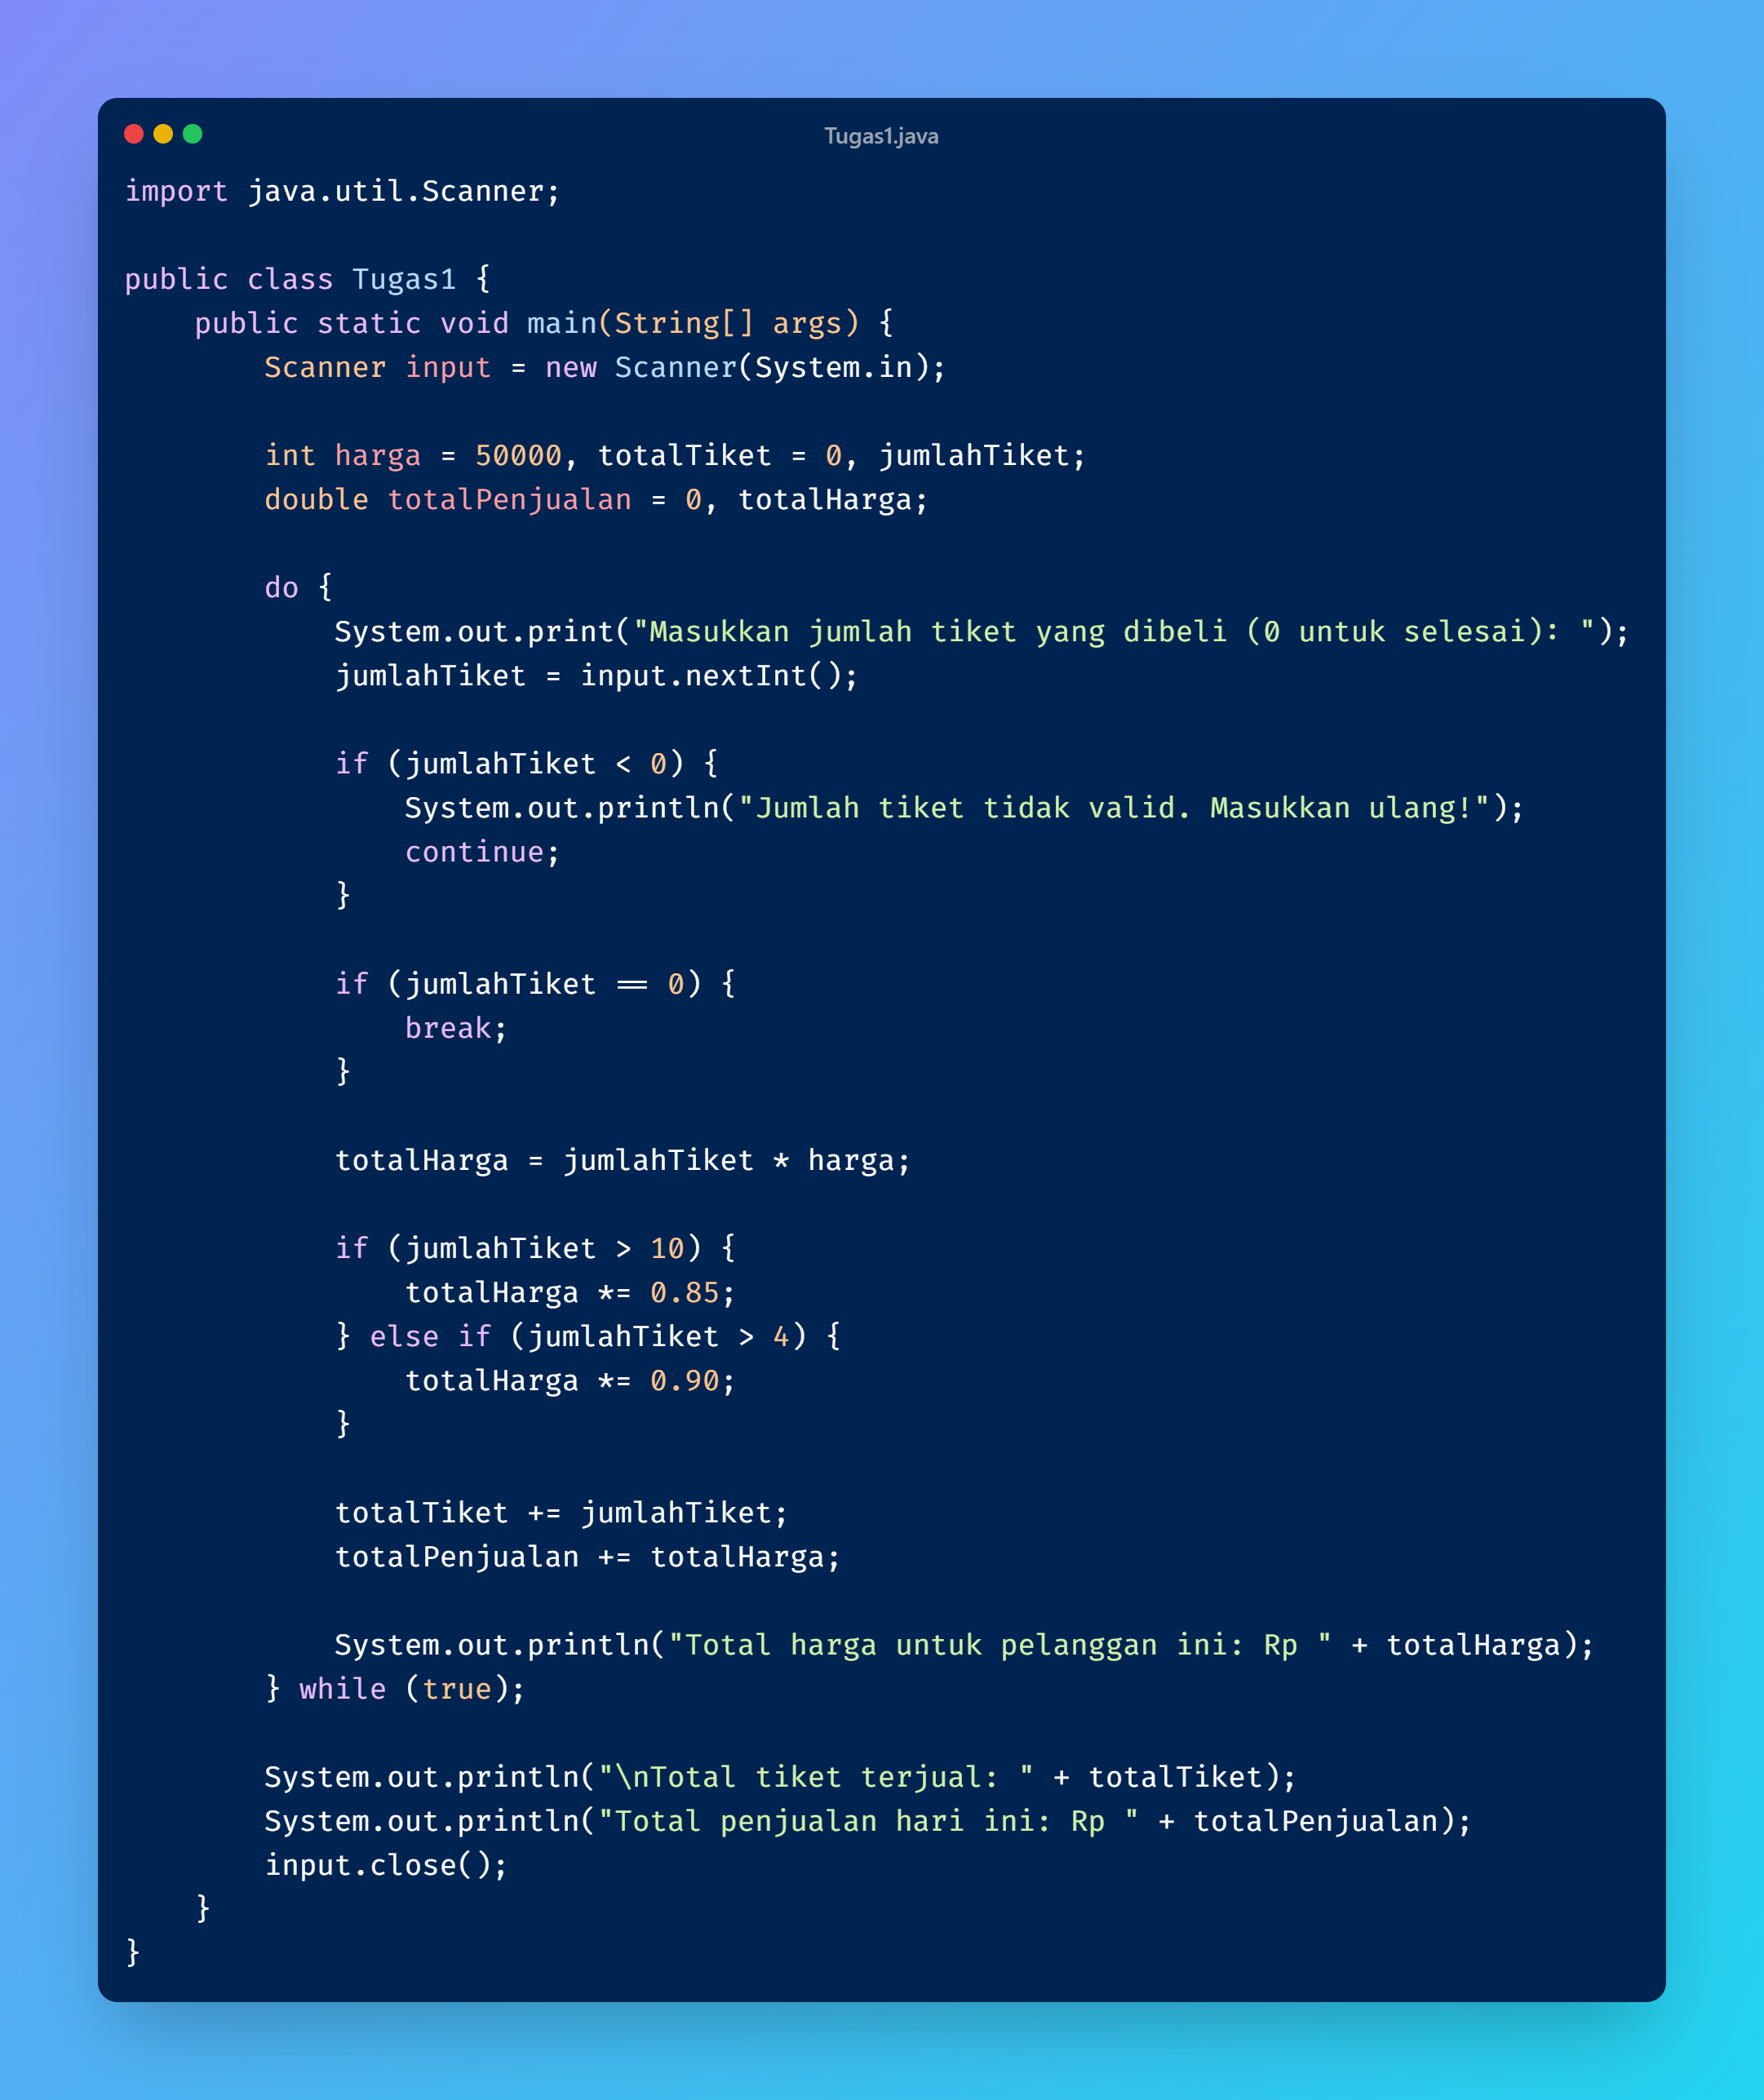 Tugas1.java
import java.util.Scanner;
public class Tugas1 {
    public static void main(String[] args) {
        Scanner input = new Scanner(System.in);
        int harga = 50000, totalTiket = 0, jumlahTiket;
        double totalPenjualan = 0, totalHarga;
        do {
            System.out.print("Masukkan jumlah tiket yang dibeli (0 untuk selesai): ");
            jumlahTiket = input.nextInt();
            if (jumlahTiket < 0) {
                System.out.println("Jumlah tiket tidak valid. Masukkan ulang!");
                continue;
            }
            if (jumlahTiket == 0) {
                break;
            }
            totalHarga = jumlahTiket * harga;
            if (jumlahTiket > 10) {
                totalHarga *= 0.85;
            } else if (jumlahTiket > 4) {
                totalHarga *= 0.90;
            }
            totalTiket += jumlahTiket;
            totalPenjualan += totalHarga;
            System.out.println("Total harga untuk pelanggan ini: Rp " + totalHarga);
        } while (true);
        System.out.println("\nTotal tiket terjual: " + totalTiket);
        System.out.println("Total penjualan hari ini: Rp " + totalPenjualan);
        input.close();
    }
}